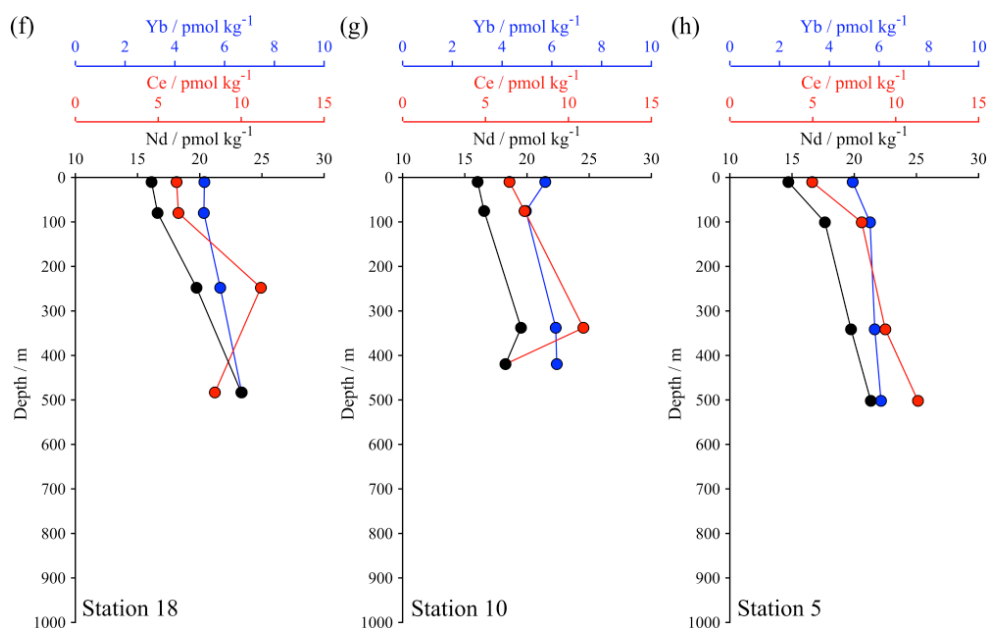 (f)
Yb / pmol kg⁻¹
0 2 4 6 8 10
Ce / pmol kg⁻¹
0 5 10 15
Nd / pmol kg⁻¹
10 15 20 25 30
0
100
200
300
400
500
600
700
800
900
1000
Depth / m
Station 18
(g)
Yb / pmol kg⁻¹
0 2 4 6 8 10
Ce / pmol kg⁻¹
0 5 10 15
Nd / pmol kg⁻¹
10 15 20 25 30
0
100
200
300
400
500
600
700
800
900
1000
Depth / m
Station 10
(h)
Yb / pmol kg⁻¹
0 2 4 6 8 10
Ce / pmol kg⁻¹
0 5 10 15
Nd / pmol kg⁻¹
10 15 20 25 30
0
100
200
300
400
500
600
700
800
900
1000
Depth / m
Station 5